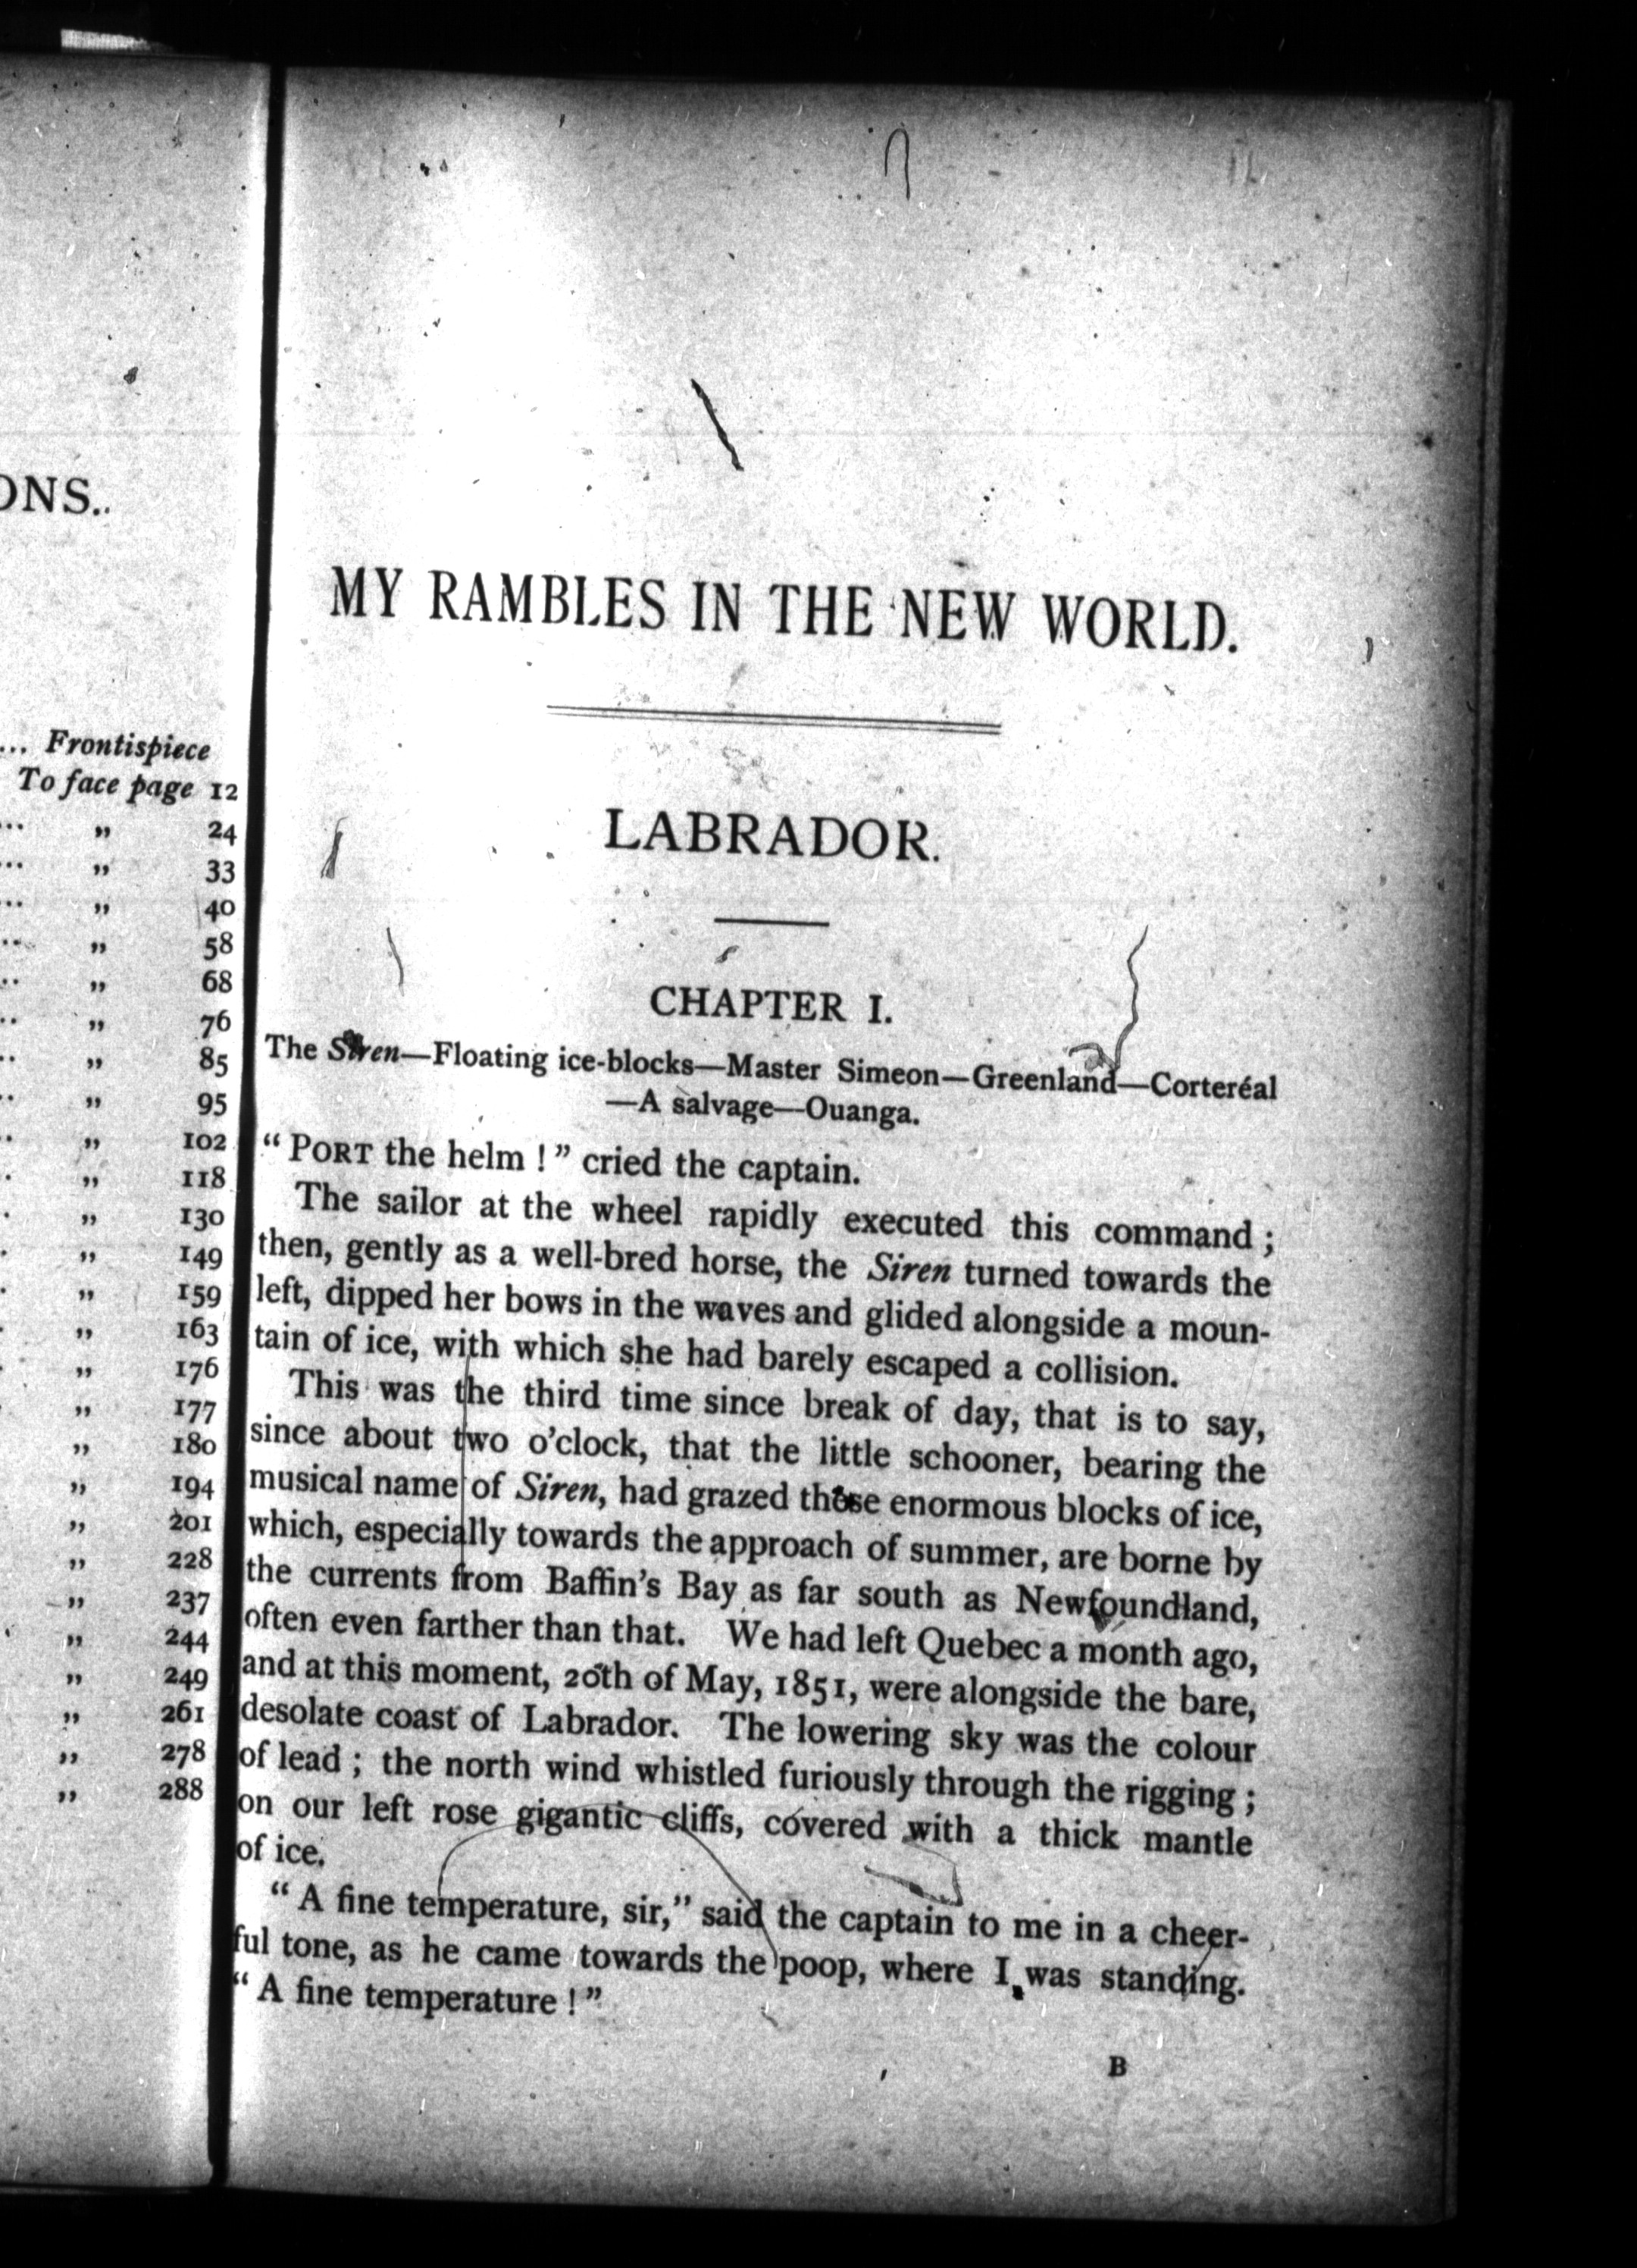 ONS.
... Frontispiece
To face page 12
... „ 24
... „ 33
... „ 40
... „ 58
... „ 68
... „ 76
... „ 85
... „ 95
„ 102
„ 118
„ 130
„ 149
„ 159
„ 163
„ 176
„ 177
„ 180
„ 194
„ 201
„ 228
„ 237
„ 244
„ 249
„ 261
„ 278
„ 288
MY RAMBLES IN THE NEW WORLD.
LABRADOR.
CHAPTER I.
The Siren—Floating ice-blocks—Master Simeon—Greenland—Corteréal
—A salvage—Ouanga.
“ PORT the helm ! ” cried the captain.
The sailor at the wheel rapidly executed this command ;
then, gently as a well-bred horse, the Siren turned towards the
left, dipped her bows in the waves and glided alongside a moun-
tain of ice, with which she had barely escaped a collision.
This was the third time since break of day, that is to say,
since about two o’clock, that the little schooner, bearing the
musical name of Siren, had grazed those enormous blocks of ice,
which, especially towards the approach of summer, are borne by
the currents from Baffin’s Bay as far south as Newfoundland,
often even farther than that. We had left Quebec a month ago,
and at this moment, 20th of May, 1851, were alongside the bare,
desolate coast of Labrador. The lowering sky was the colour
of lead ; the north wind whistled furiously through the rigging ;
on our left rose gigantic cliffs, covered with a thick mantle
of ice.
“ A fine temperature, sir,” said the captain to me in a cheer-
ful tone, as he came towards the poop, where I was standing.
“ A fine temperature ! ”
B